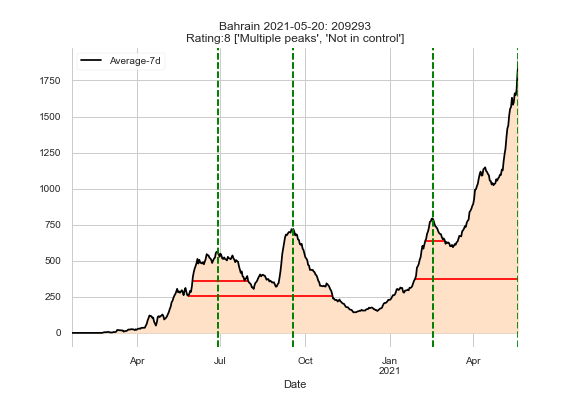 Bahrain 2021-05-20: 209293
Rating:8 ['Multiple peaks', 'Not in control']
Average-7d
1750
1500
1250
1000
750
500
250
0
Apr
Jul
Oct
Jan
2021
Apr
Date